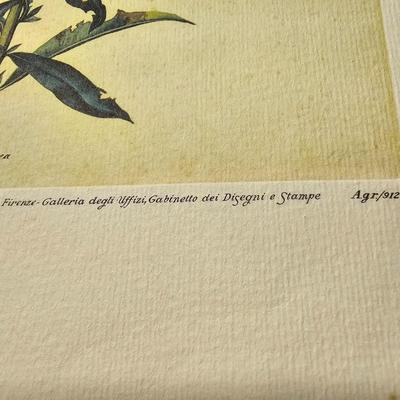 Firenze - Galleria degli Uffizi, Gabinetto dei Disegni e Stampe Agr/912